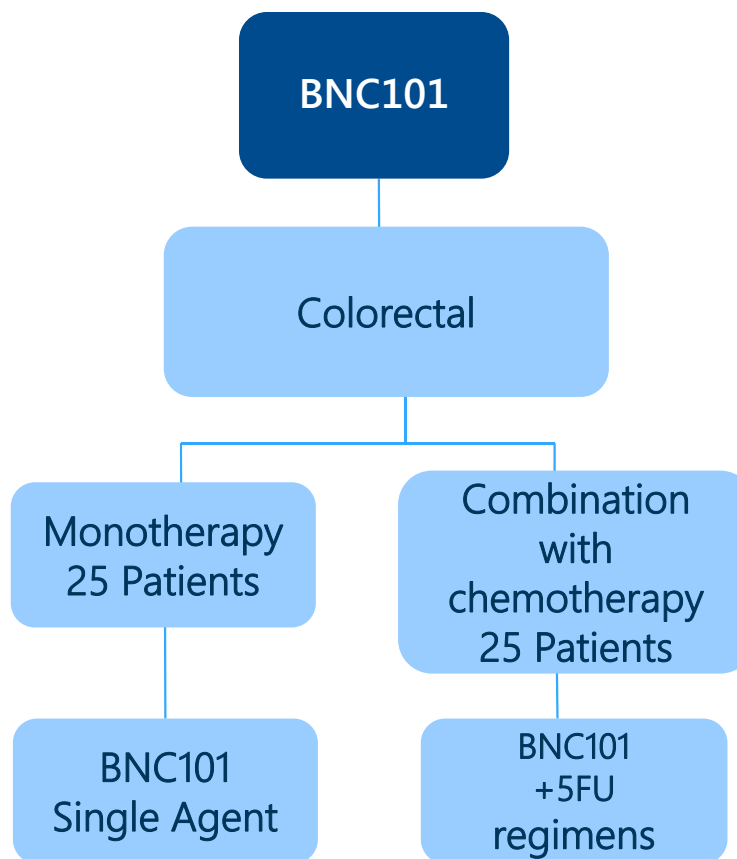 BNC101
Colorectal
Monotherapy
25 Patients
Combination
with
chemotherapy
25 Patients
BNC101
Single Agent
BNC101
+5FU
regimens